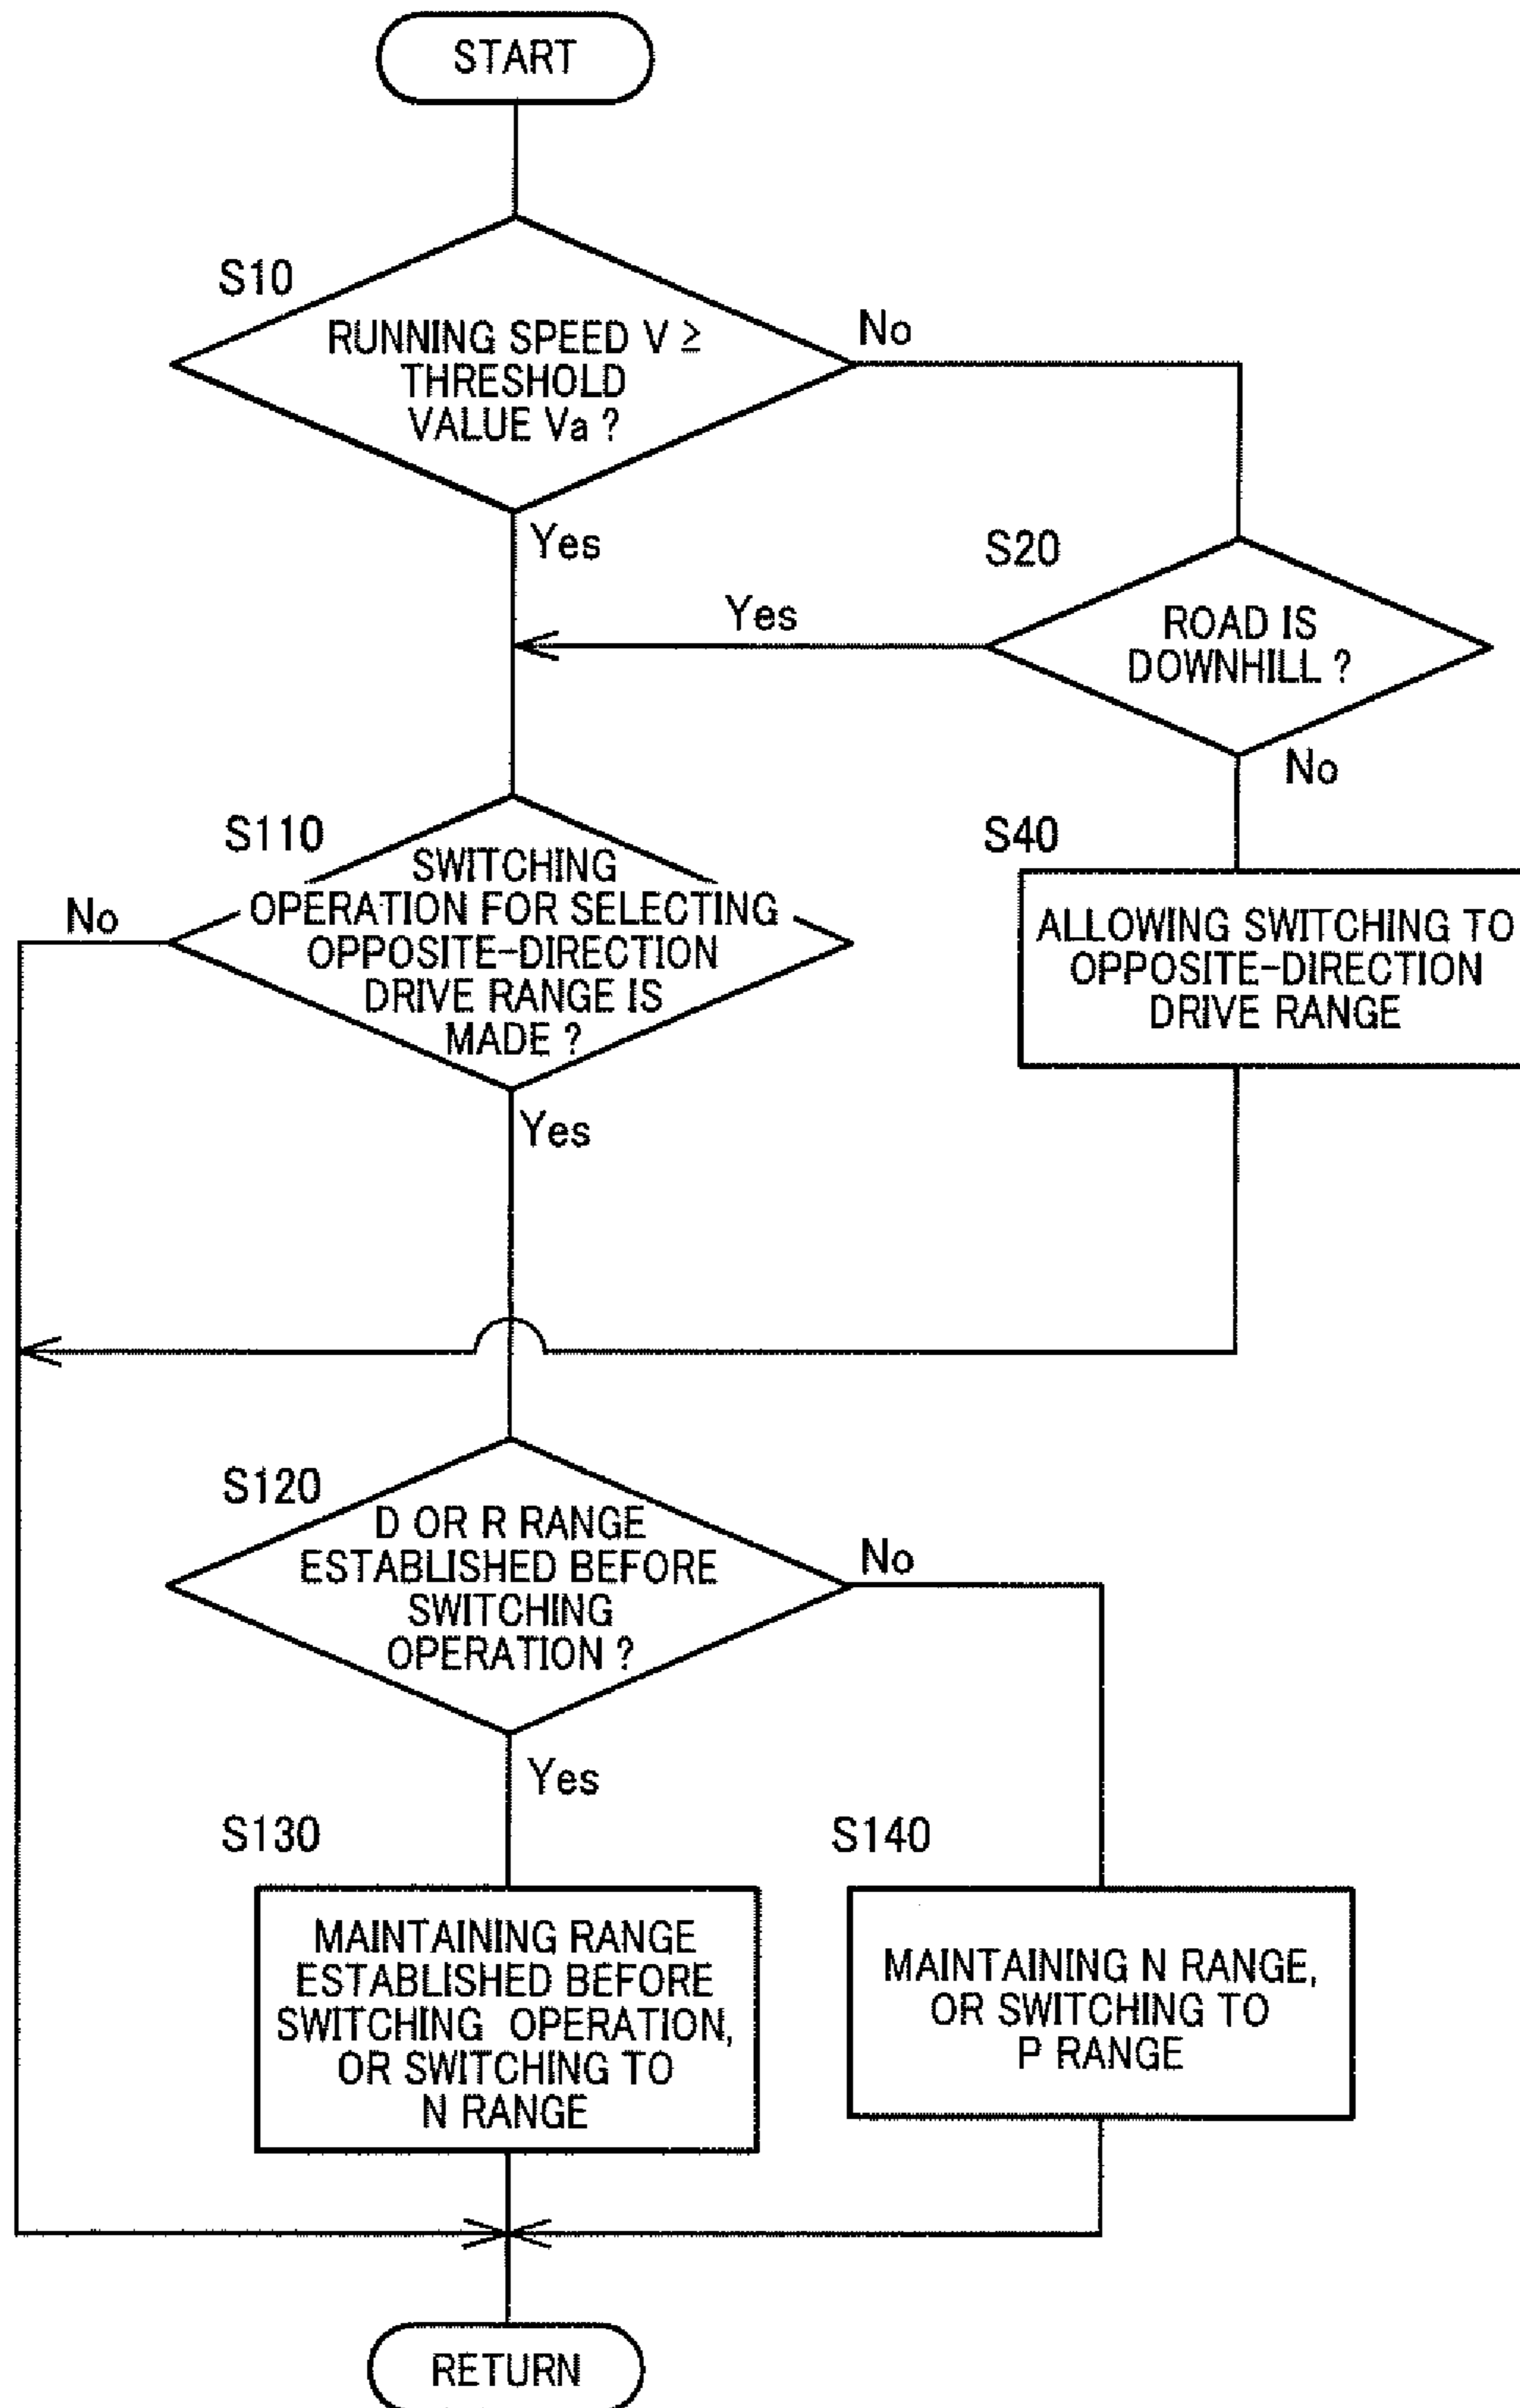 START
S10
RUNNING SPEED V ≥
THRESHOLD
VALUE Va ?
No
Yes
S20
ROAD IS
DOWNHILL ?
Yes
No
S110
SWITCHING
OPERATION FOR SELECTING
OPPOSITE-DIRECTION
DRIVE RANGE IS
MADE ?
No
Yes
S40
ALLOWING SWITCHING TO
OPPOSITE-DIRECTION
DRIVE RANGE
S120
D OR R RANGE
ESTABLISHED BEFORE
SWITCHING
OPERATION ?
No
Yes
S130
MAINTAINING RANGE
ESTABLISHED BEFORE
SWITCHING OPERATION,
OR SWITCHING TO
N RANGE
S140
MAINTAINING N RANGE,
OR SWITCHING TO
P RANGE
RETURN